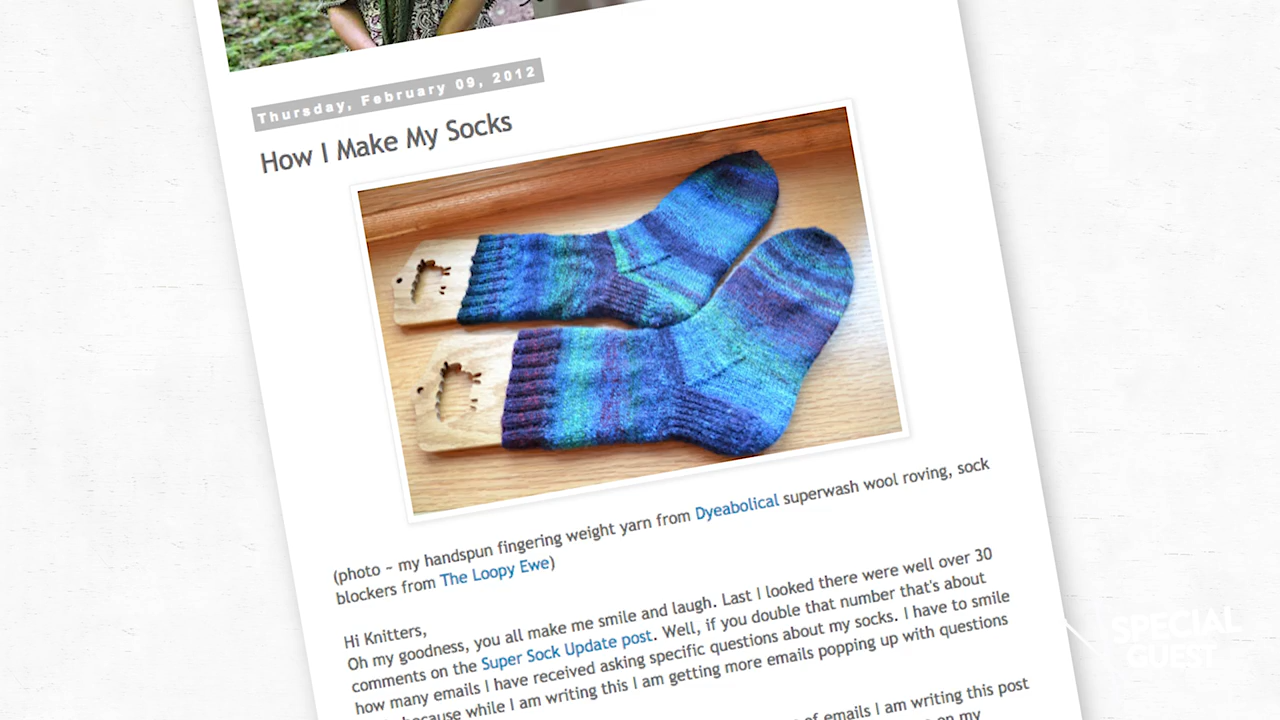 Thursday, February 09, 2012
How I Make My Socks
(photo ~ my handspun fingering weight yarn from Dyeabolical superwash wool roving, sock
blockers from The Loopy Ewe)
Hi Knitters,
Oh my goodness, you all make me smile and laugh. Last I looked there were well over 30
comments on the Super Sock Update post. Well, if you double that number that's about
how many emails I have received asking specific questions about my socks. I have to smile
because while I am writing this I am getting more emails popping up with questions
of emails I am writing this post
on my
SPECIAL
GUEST